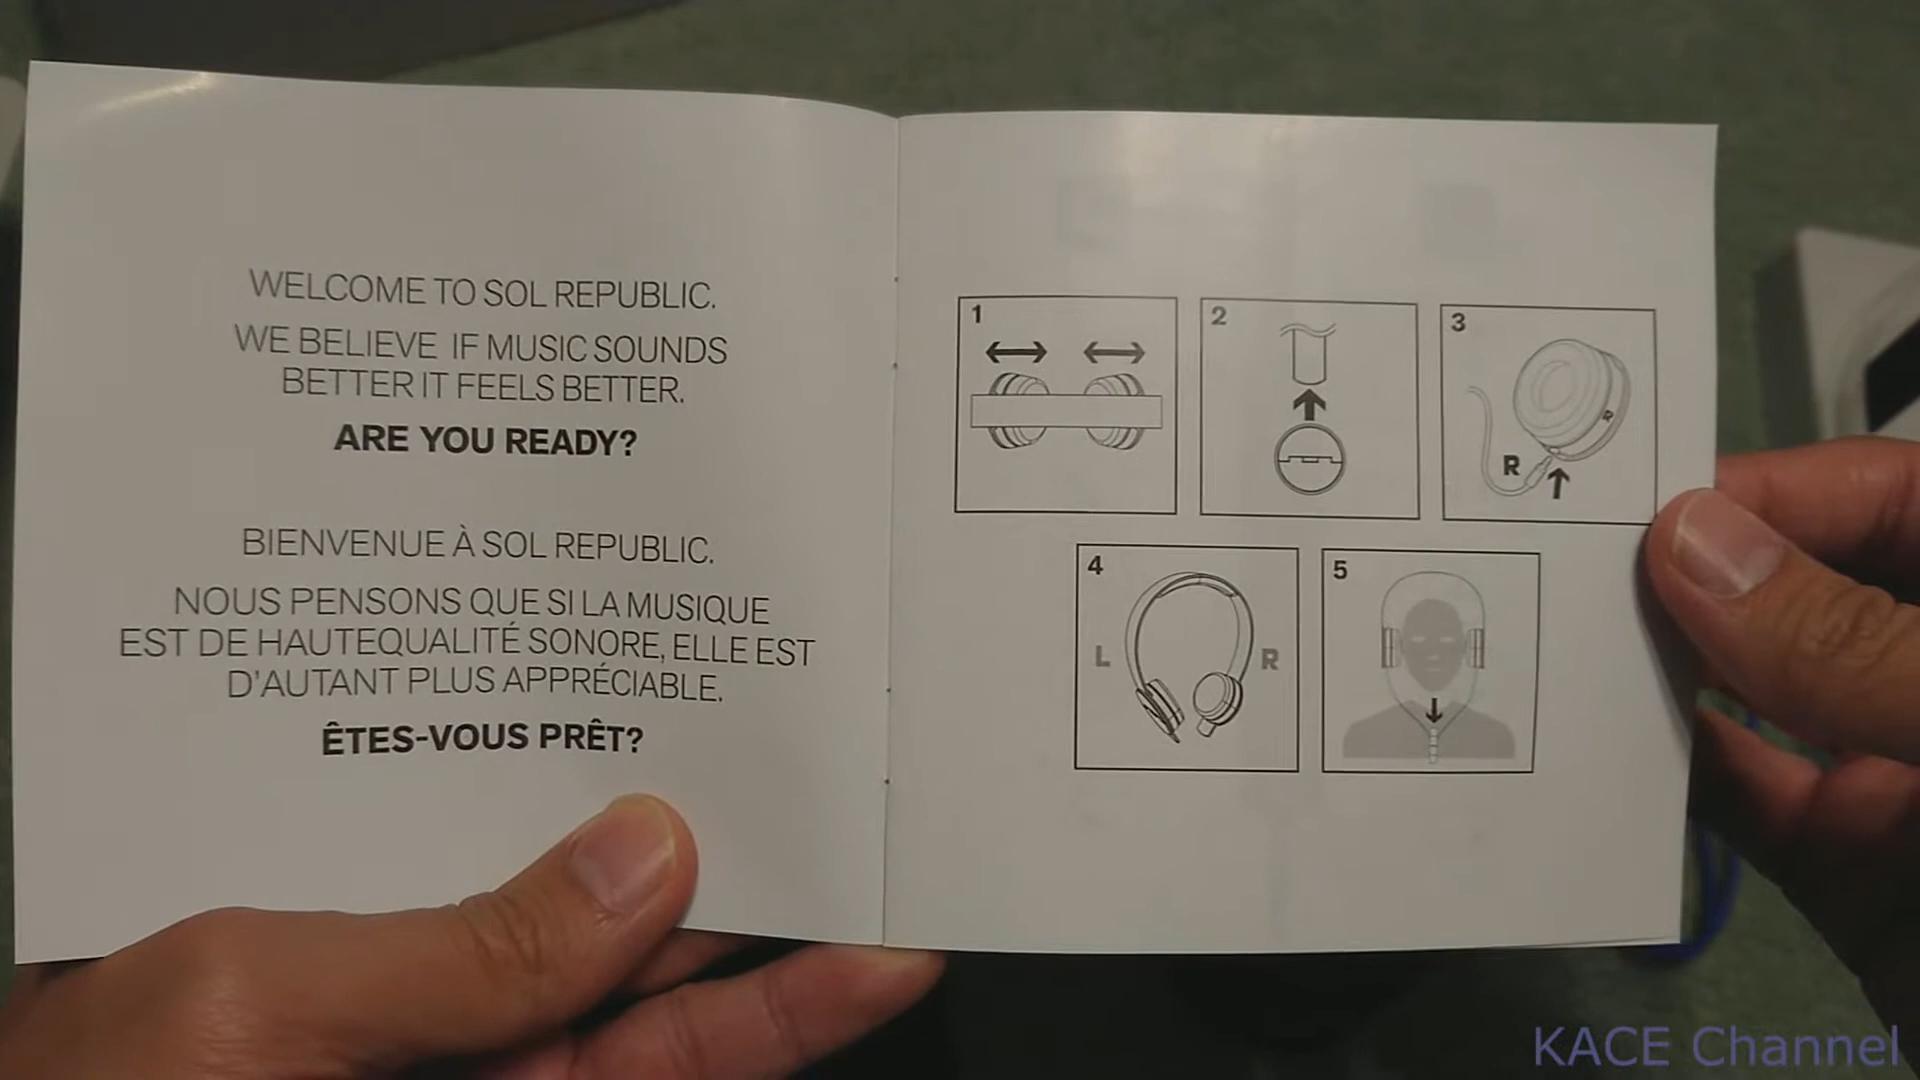 WELCOME TO SOL REPUBLIC.
WE BELIEVE IF MUSIC SOUNDS
BETTER IT FEELS BETTER.
ARE YOU READY?
BIENVENUE À SOL REPUBLIC.
NOUS PENSONS QUE SI LA MUSIQUE
EST DE HAUTEQUALITÉ SONORE, ELLE EST
D'AUTANT PLUS APPRÉCIABLE.
ÊTES-VOUS PRÊT?
1
2
3
R
R
4
L
R
5
KACE Channel